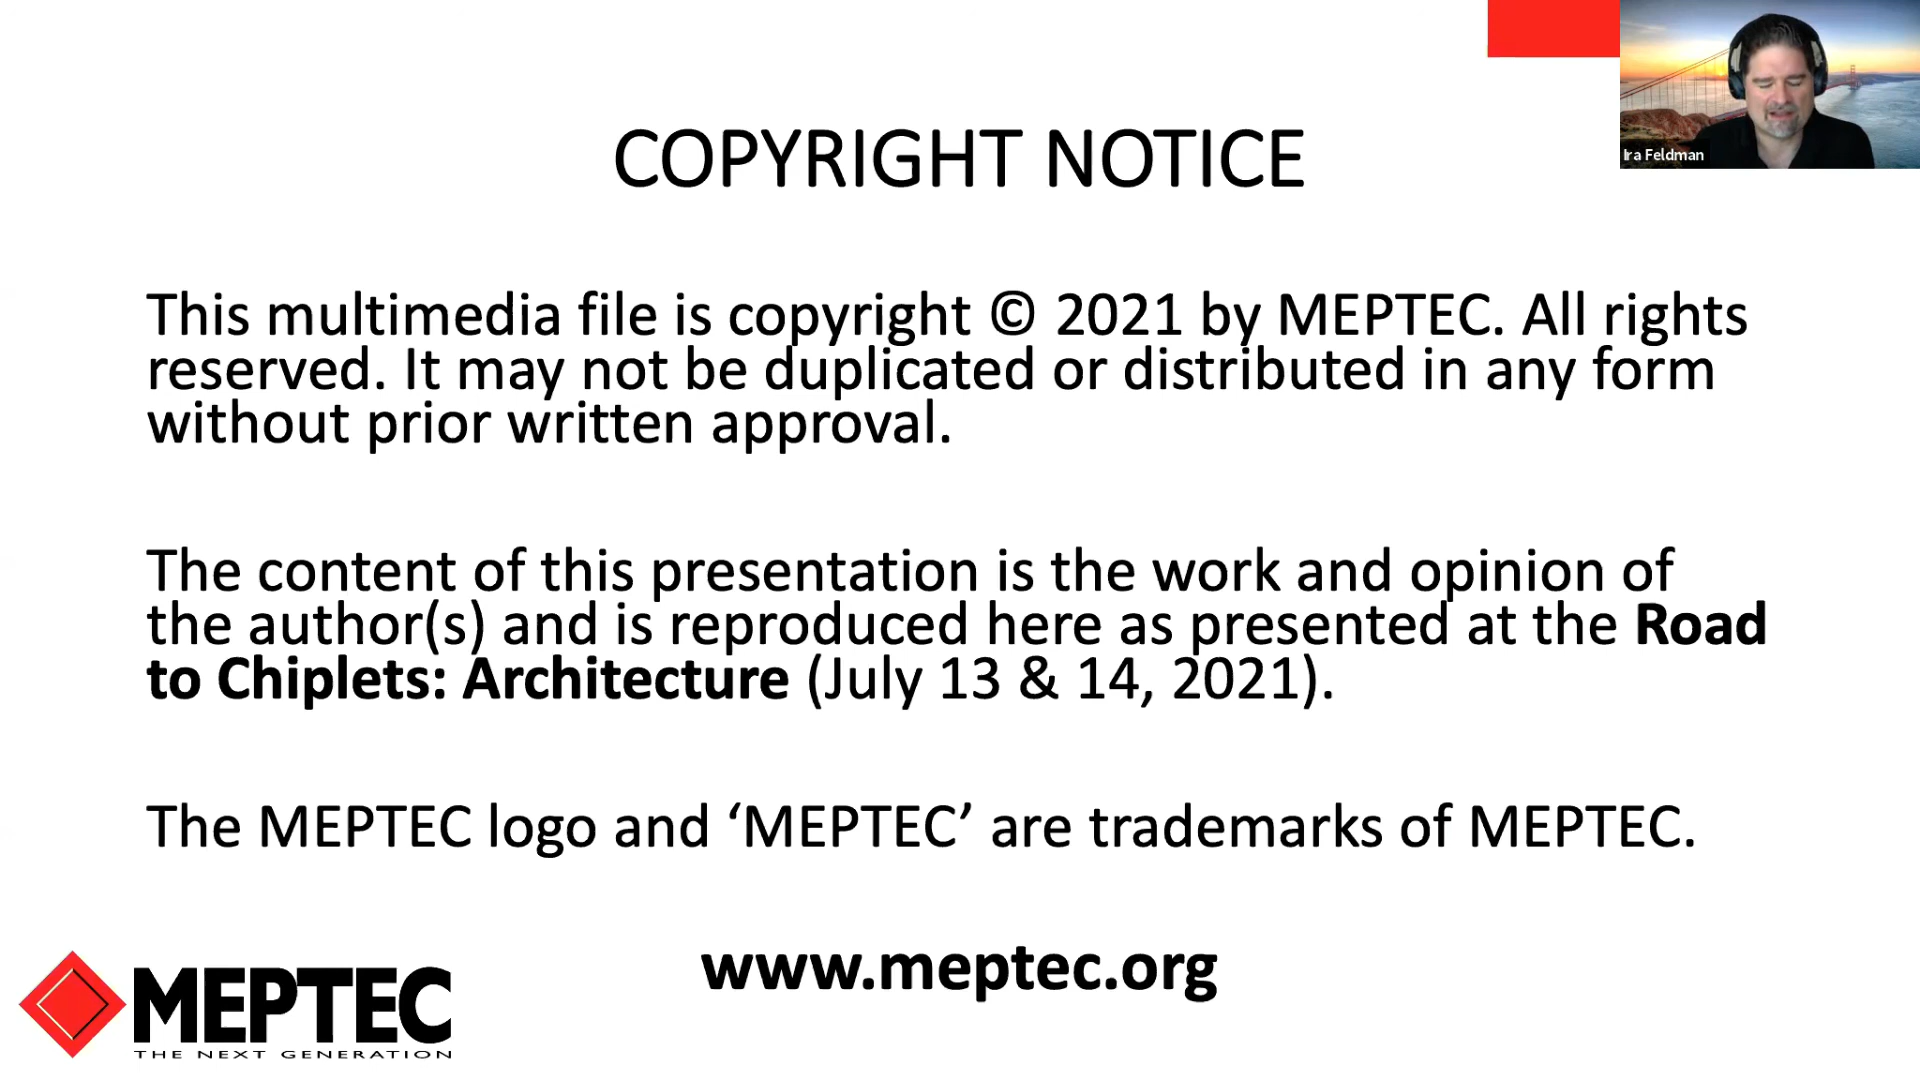 Ira Feldman
COPYRIGHT NOTICE
This multimedia file is copyright © 2021 by MEPTEC. All rights
reserved. It may not be duplicated or distributed in any form
without prior written approval.
The content of this presentation is the work and opinion of
the author(s) and is reproduced here as presented at the Road
to Chiplets: Architecture (July 13 & 14, 2021).
The MEPTEC logo and ‘MEPTEC’ are trademarks of MEPTEC.
www.meptec.org
MEPTEC
THE NEXT GENERATION